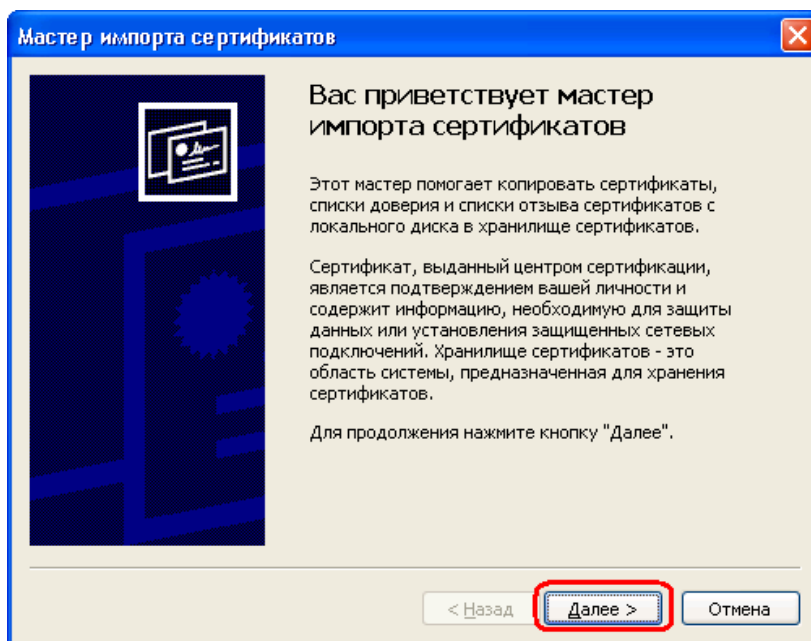 Мастер импорта сертификатов
Вас приветствует мастер
импорта сертификатов
Этот мастер помогает копировать сертификаты,
списки доверия и списки отзыва сертификатов с
локального диска в хранилище сертификатов.
Сертификат, выданный центром сертификации,
является подтверждением вашей личности и
содержит информацию, необходимую для защиты
данных или установления защищенных сетевых
подключений. Хранилище сертификатов - это
область системы, предназначенная для хранения
сертификатов.
Для продолжения нажмите кнопку "Далее".
< Назад
Далее >
Отмена